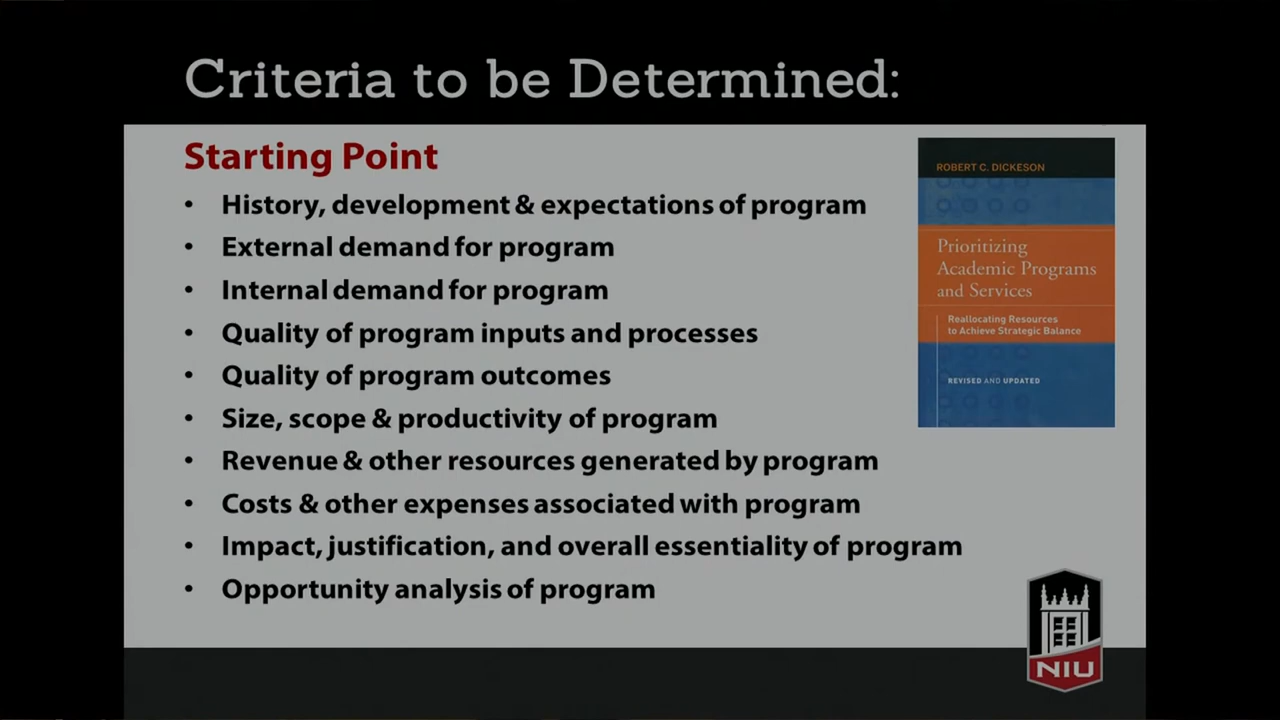 Criteria to be Determined:
Starting Point
• History, development & expectations of program
• External demand for program
• Internal demand for program
• Quality of program inputs and processes
• Quality of program outcomes
• Size, scope & productivity of program
• Revenue & other resources generated by program
• Costs & other expenses associated with program
• Impact, justification, and overall essentiality of program
• Opportunity analysis of program
ROBERT C. DICKESON
Prioritizing
Academic Programs
and Services
Reallocating Resources
to Achieve Strategic Balance
REVISED AND UPDATED
NIU